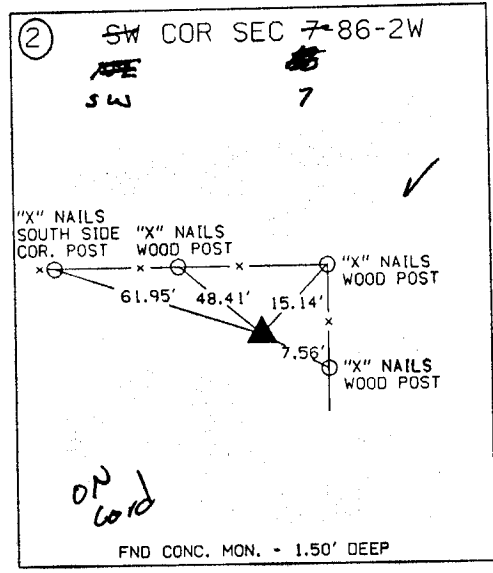 2 SW COR SEC 7-86-2W
SW 7
"X" NAILS
SOUTH SIDE
COR. POST
"X" NAILS
WOOD POST
"X" NAILS
WOOD POST
61.95' 48.41' 15.14'
7.56'
"X" NAILS
WOOD POST
ON
Cord
FND CONC. MON. - 1.50' DEEP